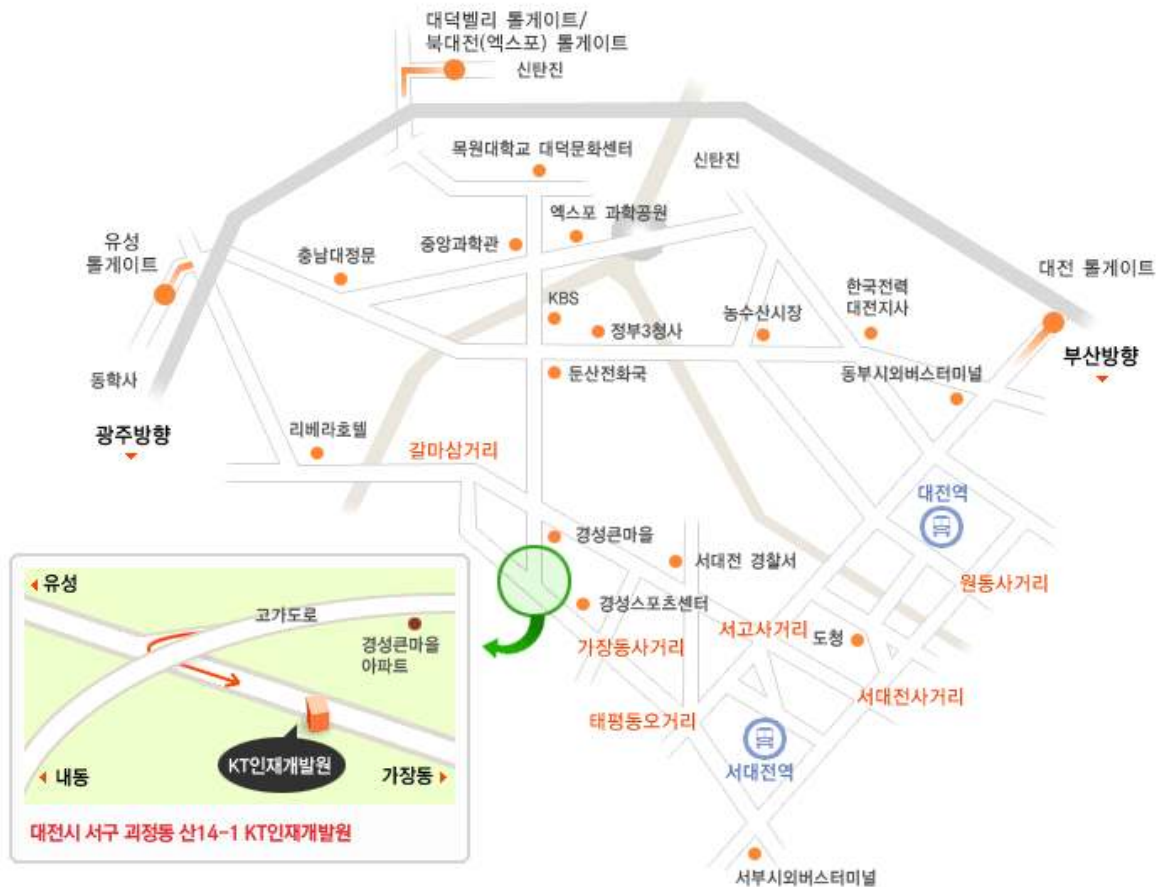 대덕벨리 톨게이트/
북대전(엑스포) 톨게이트
신탄진
목원대학교 대덕문화센터
신탄진
엑스포 과학공원
유성
톨게이트
충남대정문
중앙과학관
대전 톨게이트
한국전력
대전지사
KBS
정부3청사
농수산시장
부산방향
동학사
둔산전화국
동부시외버스터미널
광주방향
리베라호텔
갈마삼거리
대전역
경성큰마을
서대전 경찰서
원동사거리
경성스포츠센터
서고사거리
도청
가장동사거리
서대전사거리
태평동오거리
서대전역
서부시외버스터미널
유성
고가도로
경성큰마을
아파트
KT인재개발원
내동
가장동
대전시 서구 괴정동 산14-1 KT인재개발원